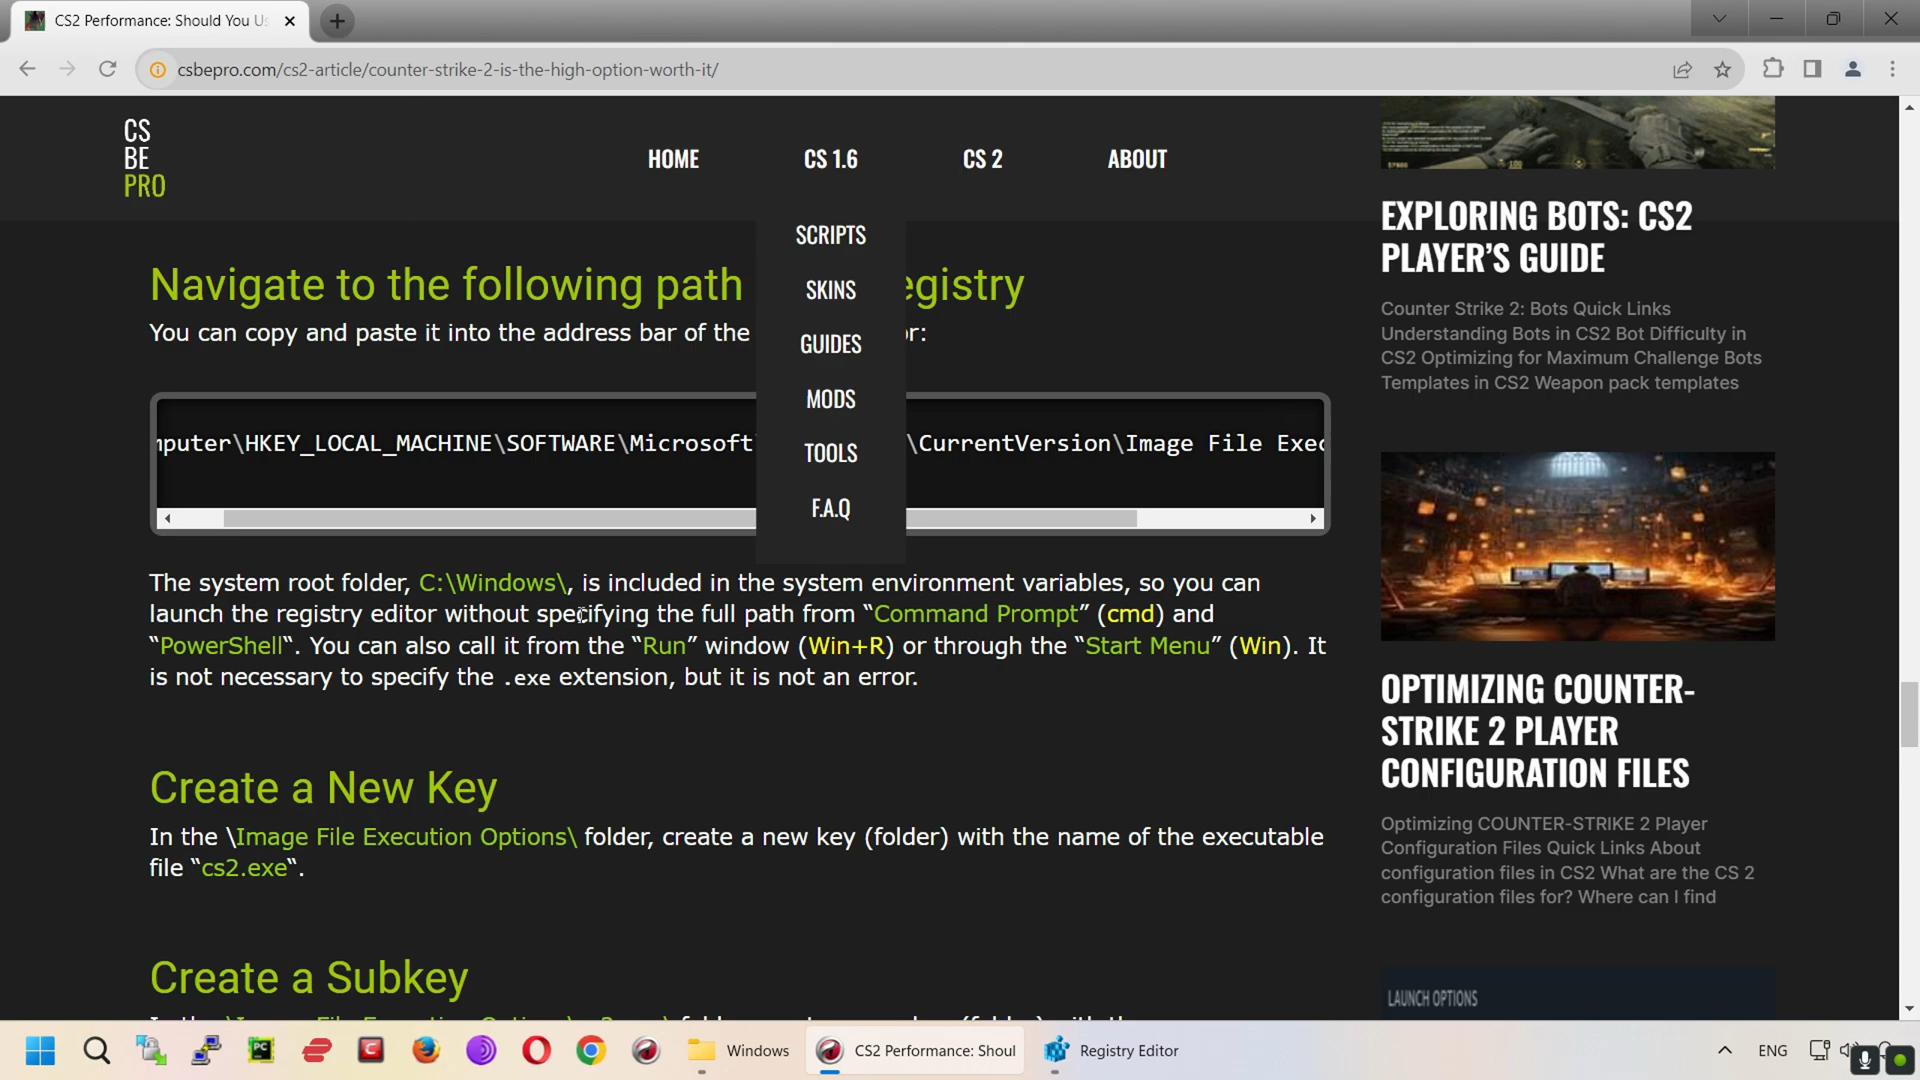 CS2 Performance: Should You Us
csbepro.com/cs2-article/counter-strike-2-is-the-high-option-worth-it/
CS
BE
PRO
HOME
CS 1.6
CS 2
ABOUT
SCRIPTS
SKINS
GUIDES
MODS
TOOLS
F.A.Q
Navigate to the following path egistry
You can copy and paste it into the address bar of the or:
mputer\HKEY_LOCAL_MACHINE\SOFTWARE\Microsoft \CurrentVersion\Image File Exec
The system root folder, C:\Windows\, is included in the system environment variables, so you can
launch the registry editor without specifying the full path from “Command Prompt” (cmd) and
“PowerShell“. You can also call it from the “Run” window (Win+R) or through the “Start Menu” (Win). It
is not necessary to specify the .exe extension, but it is not an error.
Create a New Key
In the \Image File Execution Options\ folder, create a new key (folder) with the name of the executable
file “cs2.exe“.
Create a Subkey
EXPLORING BOTS: CS2
PLAYER’S GUIDE
Counter Strike 2: Bots Quick Links
Understanding Bots in CS2 Bot Difficulty in
CS2 Optimizing for Maximum Challenge Bots
Templates in CS2 Weapon pack templates
OPTIMIZING COUNTER-
STRIKE 2 PLAYER
CONFIGURATION FILES
Optimizing COUNTER-STRIKE 2 Player
Configuration Files Quick Links About
configuration files in CS2 What are the CS 2
configuration files for? Where can I find
LAUNCH OPTIONS
Windows
CS2 Performance: Shoul
Registry Editor
ENG